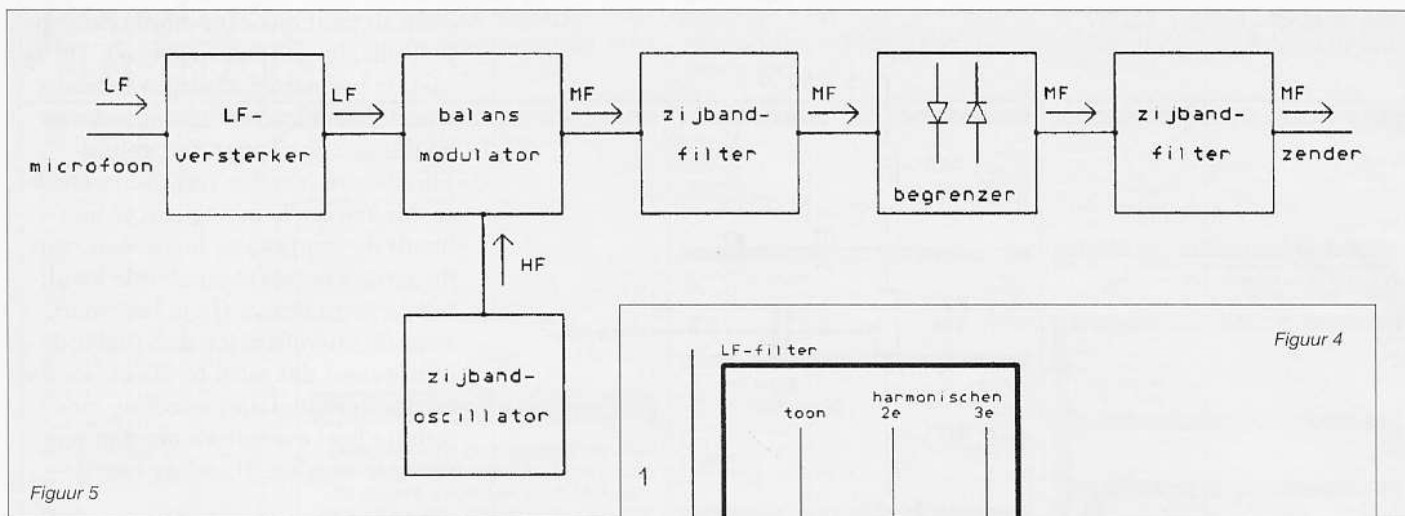 LF
microfoon
LF-
versterker
LF
balans
modulator
MF
zijband-
filter
MF
begrenzer
MF
zijband-
filter
MF
zender
HF
zijband-
oscillator
Figuur 5
Figuur 4
LF-filter
harmonischen
toon 2e 3e
1